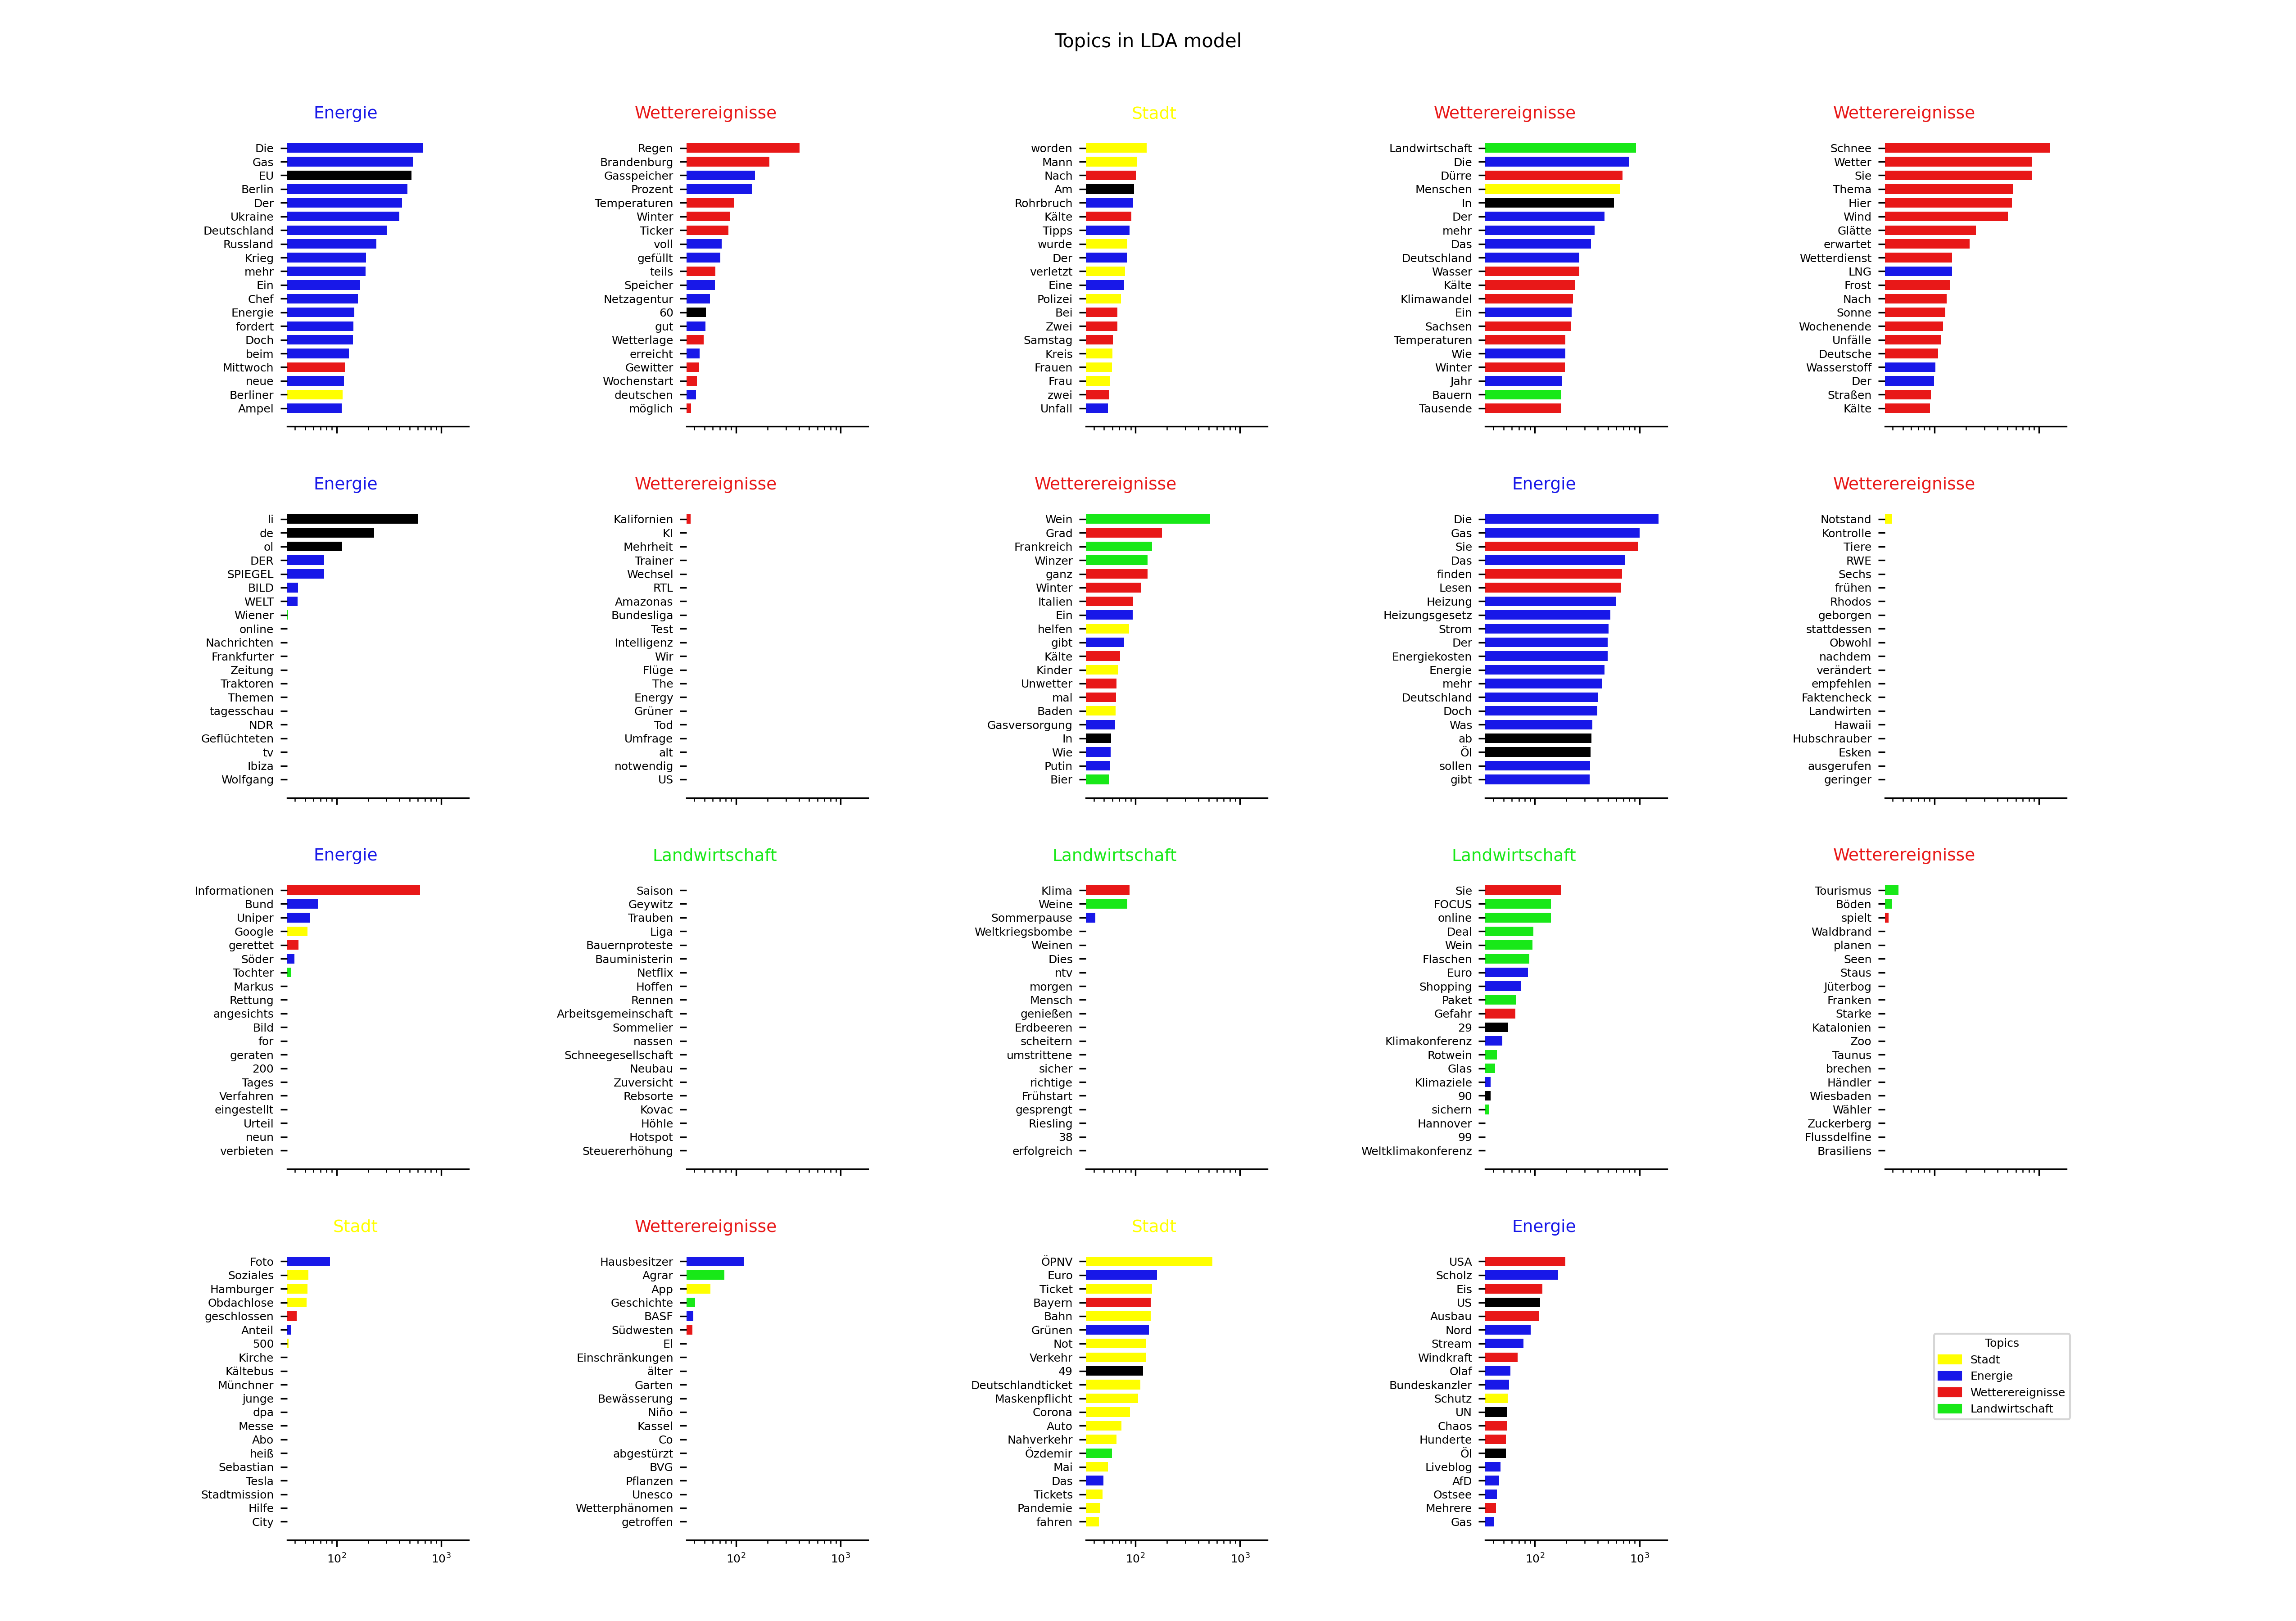 Topics in LDA model
Energie
Die
Gas
EU
Berlin
Der
Ukraine
Deutschland
Russland
Krieg
mehr
Ein
Chef
Energie
fordert
Doch
beim
Mittwoch
neue
Berliner
Ampel
Wetterereignisse
Regen
Brandenburg
Gasspeicher
Prozent
Temperaturen
Winter
Ticker
voll
gefüllt
teils
Speicher
Netzagentur
60
gut
Wetterlage
erreicht
Gewitter
Wochenstart
deutschen
möglich
Stadt
worden
Mann
Nach
Am
Rohrbruch
Kälte
Tipps
wurde
Der
verletzt
Eine
Polizei
Bei
Zwei
Samstag
Kreis
Frauen
Frau
zwei
Unfall
Wetterereignisse
Landwirtschaft
Die
Dürre
Menschen
In
Der
mehr
Das
Deutschland
Wasser
Kälte
Klimawandel
Ein
Sachsen
Temperaturen
Wie
Winter
Jahr
Bauern
Tausende
Wetterereignisse
Schnee
Wetter
Sie
Thema
Hier
Wind
Glätte
erwartet
Wetterdienst
LNG
Frost
Nach
Sonne
Wochenende
Unfälle
Deutsche
Wasserstoff
Der
Straßen
Kälte
Energie
li
de
ol
DER
SPIEGEL
BILD
WELT
Wiener
online
Nachrichten
Frankfurter
Zeitung
Traktoren
Themen
tagesschau
NDR
Geflüchteten
tv
Ibiza
Wolfgang
Wetterereignisse
Kalifornien
KI
Mehrheit
Trainer
Wechsel
RTL
Amazonas
Bundesliga
Test
Intelligenz
Wir
Flüge
The
Energy
Grüner
Tod
Umfrage
alt
notwendig
US
Wetterereignisse
Wein
Grad
Frankreich
Winzer
ganz
Winter
Italien
Ein
helfen
gibt
Kälte
Kinder
Unwetter
mal
Baden
Gasversorgung
In
Wie
Putin
Bier
Energie
Die
Gas
Sie
Das
finden
Lesen
Heizung
Heizungsgesetz
Strom
Der
Energiekosten
Energie
mehr
Deutschland
Doch
Was
ab
Öl
sollen
gibt
Wetterereignisse
Notstand
Kontrolle
Tiere
RWE
Sechs
frühen
Rhodos
geborgen
stattdessen
Obwohl
nachdem
verändert
empfehlen
Faktencheck
Landwirten
Hawaii
Hubschrauber
Esken
ausgerufen
geringer
Energie
Informationen
Bund
Uniper
Google
gerettet
Söder
Tochter
Markus
Rettung
angesichts
Bild
for
geraten
200
Tages
Verfahren
eingestellt
Urteil
neun
verbieten
Landwirtschaft
Saison
Geywitz
Trauben
Liga
Bauernproteste
Bauministerin
Netflix
Hoffen
Rennen
Arbeitsgemeinschaft
Sommelier
nassen
Schneegesellschaft
Neubau
Zuversicht
Rebsorte
Kovac
Höhle
Hotspot
Steuererhöhung
Landwirtschaft
Klima
Weine
Sommerpause
Weltkriegsbombe
Weinen
Dies
ntv
morgen
Mensch
genießen
Erdbeeren
scheitern
umstrittene
sicher
richtige
Frühstart
gesprengt
Riesling
38
erfolgreich
Landwirtschaft
Sie
FOCUS
online
Deal
Wein
Flaschen
Euro
Shopping
Paket
Gefahr
29
Klimakonferenz
Rotwein
Glas
Klimaziele
90
sichern
Hannover
99
Weltklimakonferenz
Wetterereignisse
Tourismus
Böden
spielt
Waldbrand
planen
Seen
Staus
Jüterbog
Franken
Starke
Katalonien
Zoo
Taunus
brechen
Händler
Wiesbaden
Wähler
Zuckerberg
Flussdelfine
Brasiliens
Stadt
Foto
Soziales
Hamburger
Obdachlose
geschlossen
Anteil
500
Kirche
Kältebus
Münchner
junge
dpa
Messe
Abo
heiß
Sebastian
Tesla
Stadtmission
Hilfe
City
10² 10³
Wetterereignisse
Hausbesitzer
Agrar
App
Geschichte
BASF
Südwesten
El
Einschränkungen
älter
Garten
Bewässerung
Niño
Kassel
Co
abgestürzt
BVG
Pflanzen
Unesco
Wetterphänomen
getroffen
10² 10³
Stadt
ÖPNV
Euro
Ticket
Bayern
Bahn
Grünen
Not
Verkehr
49
Deutschlandticket
Maskenpflicht
Corona
Auto
Nahverkehr
Özdemir
Mai
Das
Tickets
Pandemie
fahren
10² 10³
Energie
USA
Scholz
Eis
US
Ausbau
Nord
Stream
Windkraft
Olaf
Bundeskanzler
Schutz
UN
Chaos
Hunderte
Öl
Liveblog
AfD
Ostsee
Mehrere
Gas
10² 10³
Topics
Stadt
Energie
Wetterereignisse
Landwirtschaft